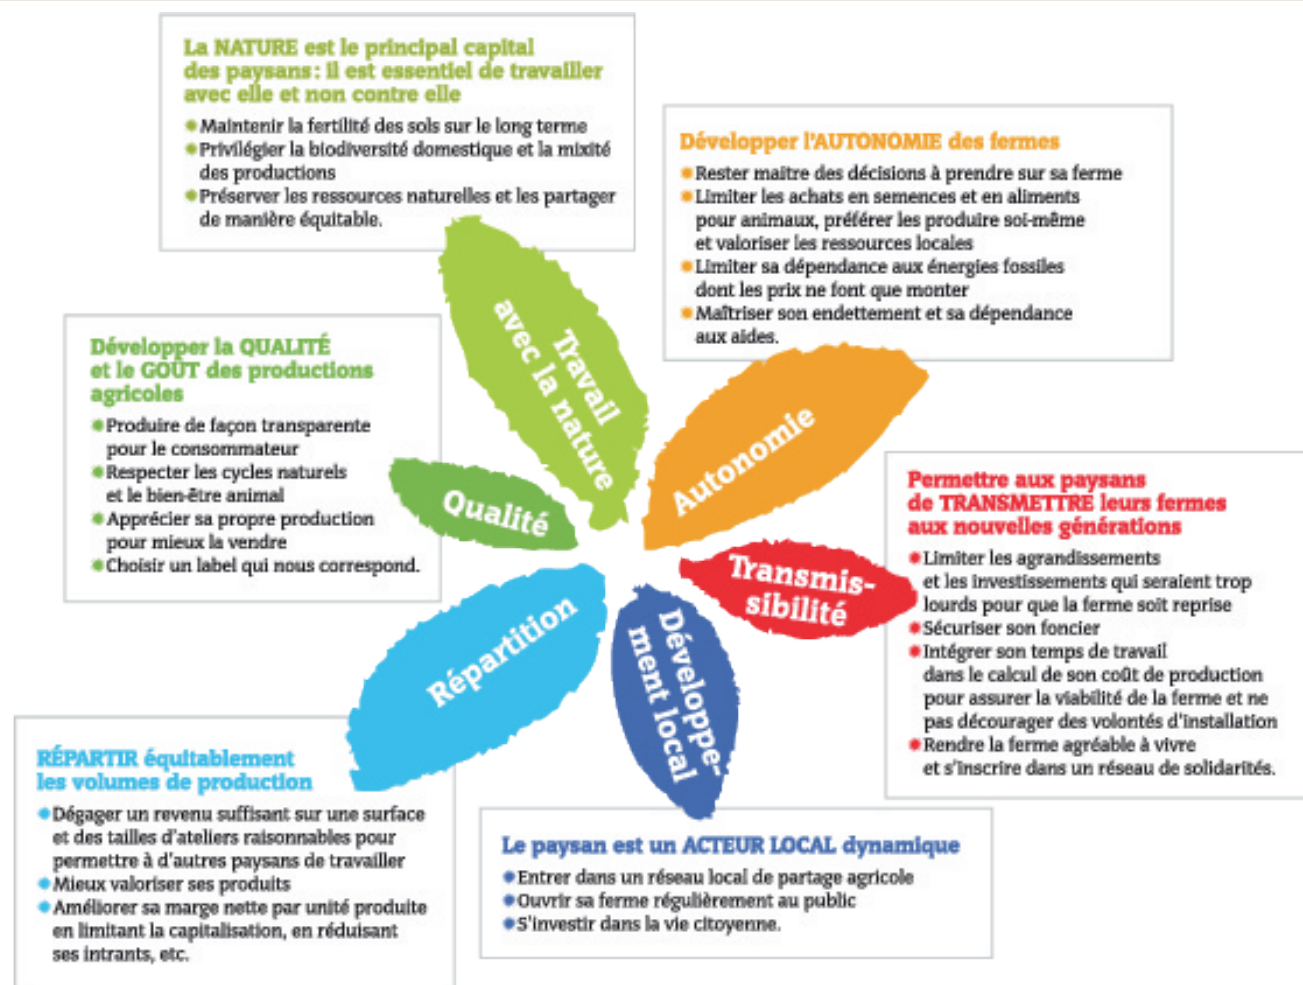 La NATURE est le principal capital
des paysans : il est essentiel de travailler
avec elle et non contre elle
Maintenir la fertilité des sols sur le long terme
Privilégier la biodiversité domestique et la mixité
des productions
Préserver les ressources naturelles et les partager
de manière équitable.
Développer l'AUTONOMIE des fermes
Rester maître des décisions à prendre sur sa ferme
Limiter les achats en semences et en aliments
pour animaux, préférer les produire soi-même
et valoriser les ressources locales
Limiter sa dépendance aux énergies fossiles
dont les prix ne font que monter
Maîtriser son endettement et sa dépendance
aux aides.
Développer la QUALITÉ
et le GOÛT des productions
agricoles
Produire de façon transparente
pour le consommateur
Respecter les cycles naturels
et le bien-être animal
Apprécier sa propre production
pour mieux la vendre
Choisir un label qui nous correspond.
Travail
avec la nature
Autonomie
Qualité
Transmis-
sibilité
Répartition
Développe-
ment local
Permettre aux paysans
de TRANSMETTRE leurs fermes
aux nouvelles générations
Limiter les agrandissements
et les investissements qui seraient trop
lourds pour que la ferme soit reprise
Sécuriser son foncier
Intégrer son temps de travail
dans le calcul de son coût de production
pour assurer la viabilité de la ferme et ne
pas décourager des volontés d'installation
Rendre la ferme agréable à vivre
et s'inscrire dans un réseau de solidarités.
RÉPARTIR équitablement
les volumes de production
Dégager un revenu suffisant sur une surface
et des tailles d'ateliers raisonnables pour
permettre à d'autres paysans de travailler
Mieux valoriser ses produits
Améliorer sa marge nette par unité produite
en limitant la capitalisation, en réduisant
ses intrants, etc.
Le paysan est un ACTEUR LOCAL dynamique
Entrer dans un réseau local de partage agricole
Ouvrir sa ferme régulièrement au public
S'investir dans la vie citoyenne.